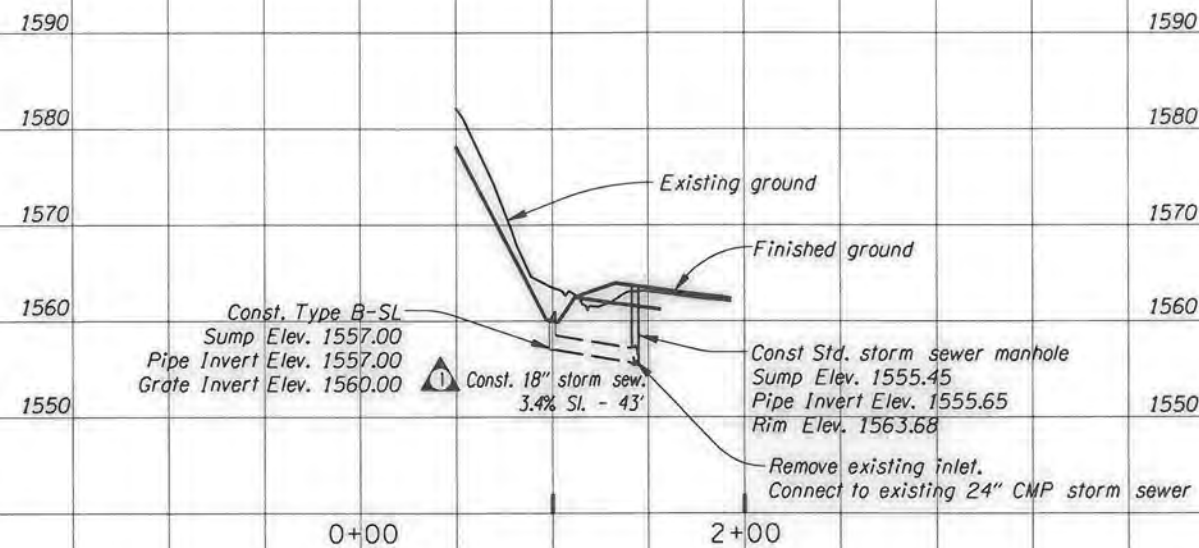 1590
1590
1580
1580
1570
1570
1560
1560
1550
1550
Existing ground
Finished ground
Const. Type B-SL
Sump Elev. 1557.00
Pipe Invert Elev. 1557.00
Grate Invert Elev. 1560.00
1
Const. 18" storm sew.
3.4% Sl. - 43'
Const Std. storm sewer manhole
Sump Elev. 1555.45
Pipe Invert Elev. 1555.65
Rim Elev. 1563.68
Remove existing inlet.
Connect to existing 24" CMP storm sewer
0+00
2+00